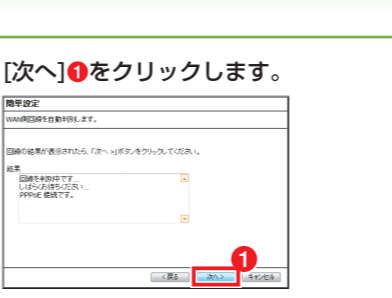 [次へ]❶をクリックします。
簡単設定
WAN側回線を自動判別します。
回線の結果が表示されたら、「次へ >」ボタンをクリックしてください。
結果
回線を判別中です...
しばらくお待ちください...
PPPoE 接続です。
❶
< 戻る 次へ > キャンセル